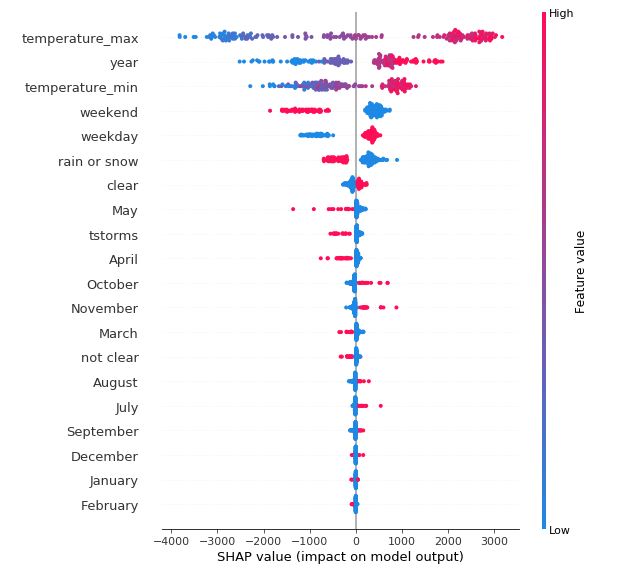 High
temperature_max
year
temperature_min
weekend
weekday
rain or snow
clear
May
tstorms
April
October
November
March
not clear
August
July
September
December
January
February
Feature value
Low
−4000 −3000 −2000 −1000 0 1000 2000 3000
SHAP value (impact on model output)